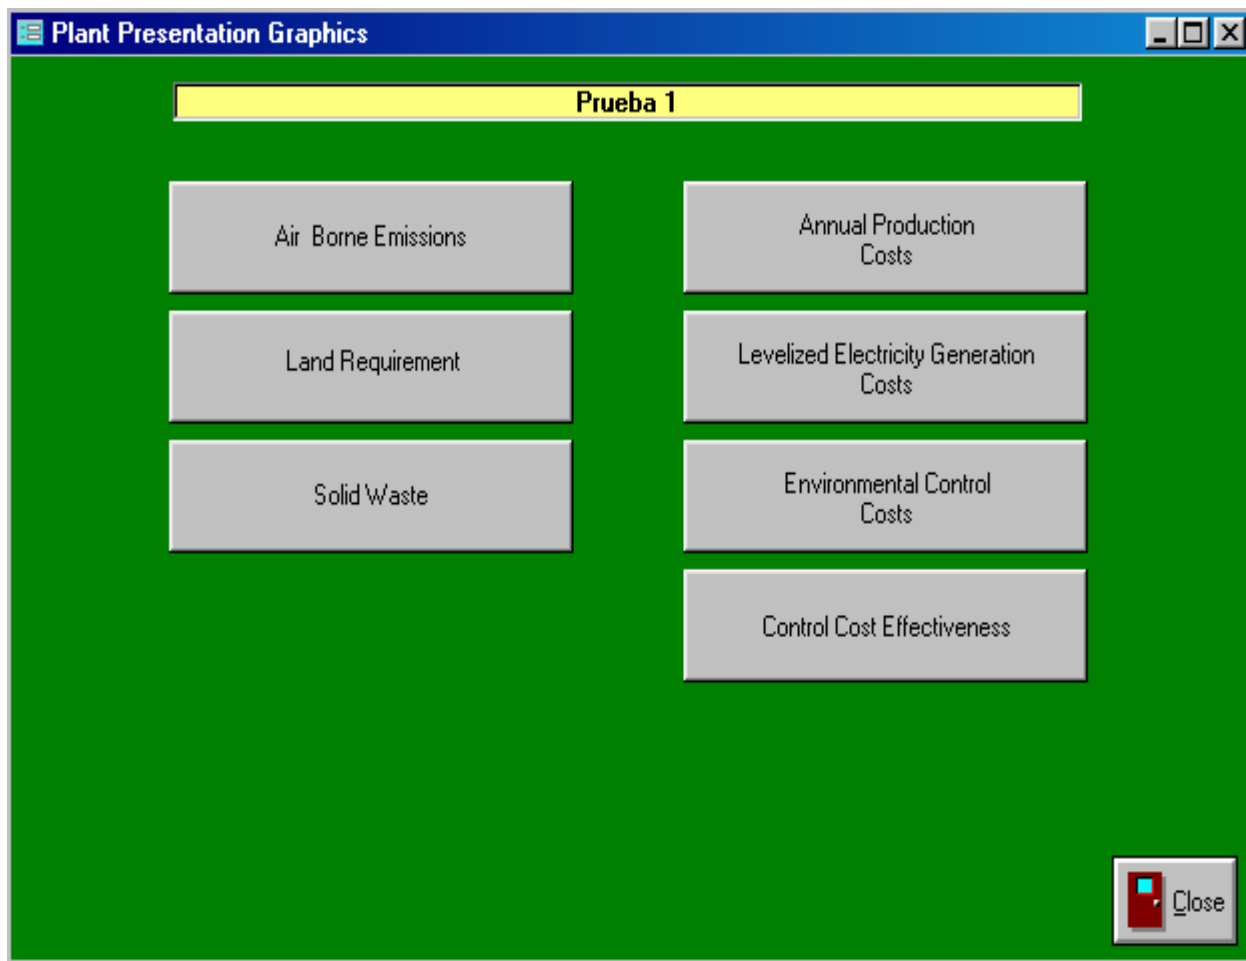 Plant Presentation Graphics
Prueba 1
Air Borne Emissions
Land Requirement
Solid Waste
Annual Production
Costs
Levelized Electricity Generation
Costs
Environmental Control
Costs
Control Cost Effectiveness
Close